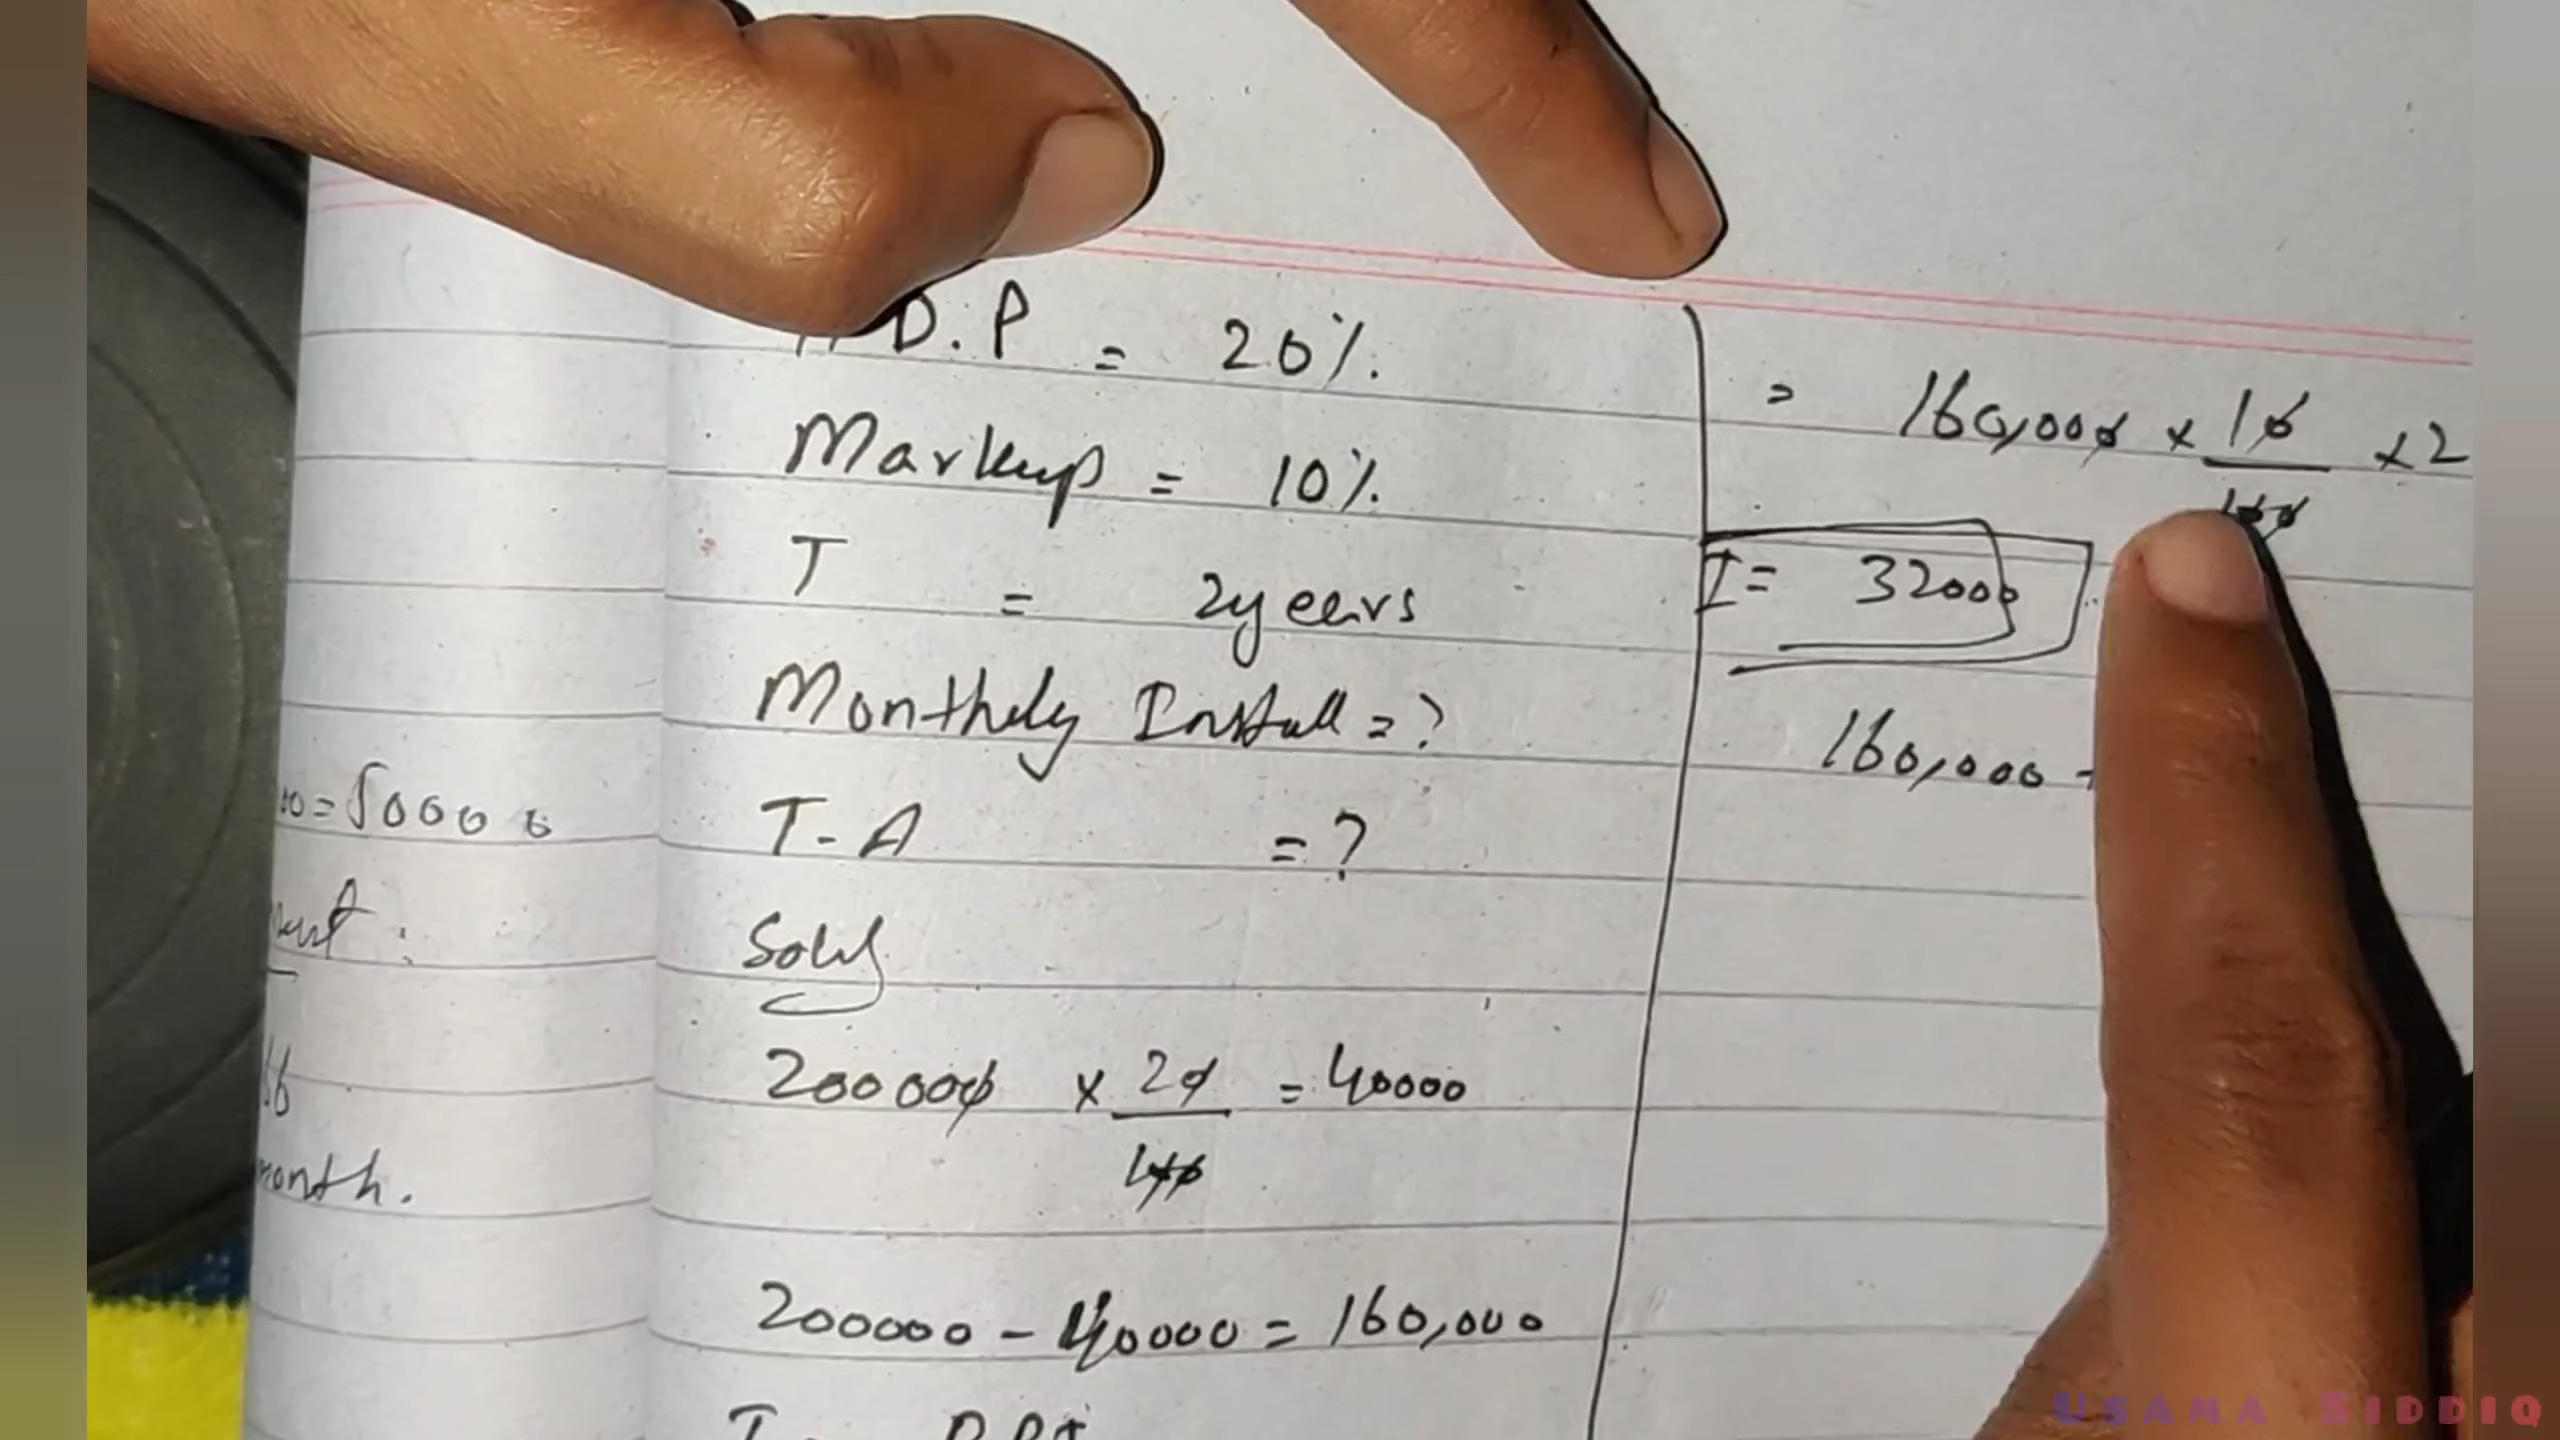 D.P = 20%.
Markup = 10%.
T = 2years
Monthly Install = ?
T-A = ?
200000 × 20/100 = 40000
200000 - 40000 = 160,000
= 160,000 × 10/100 × 2
I = 32000
160,000
00 = 50000
month.
USAMA SIDDIQ